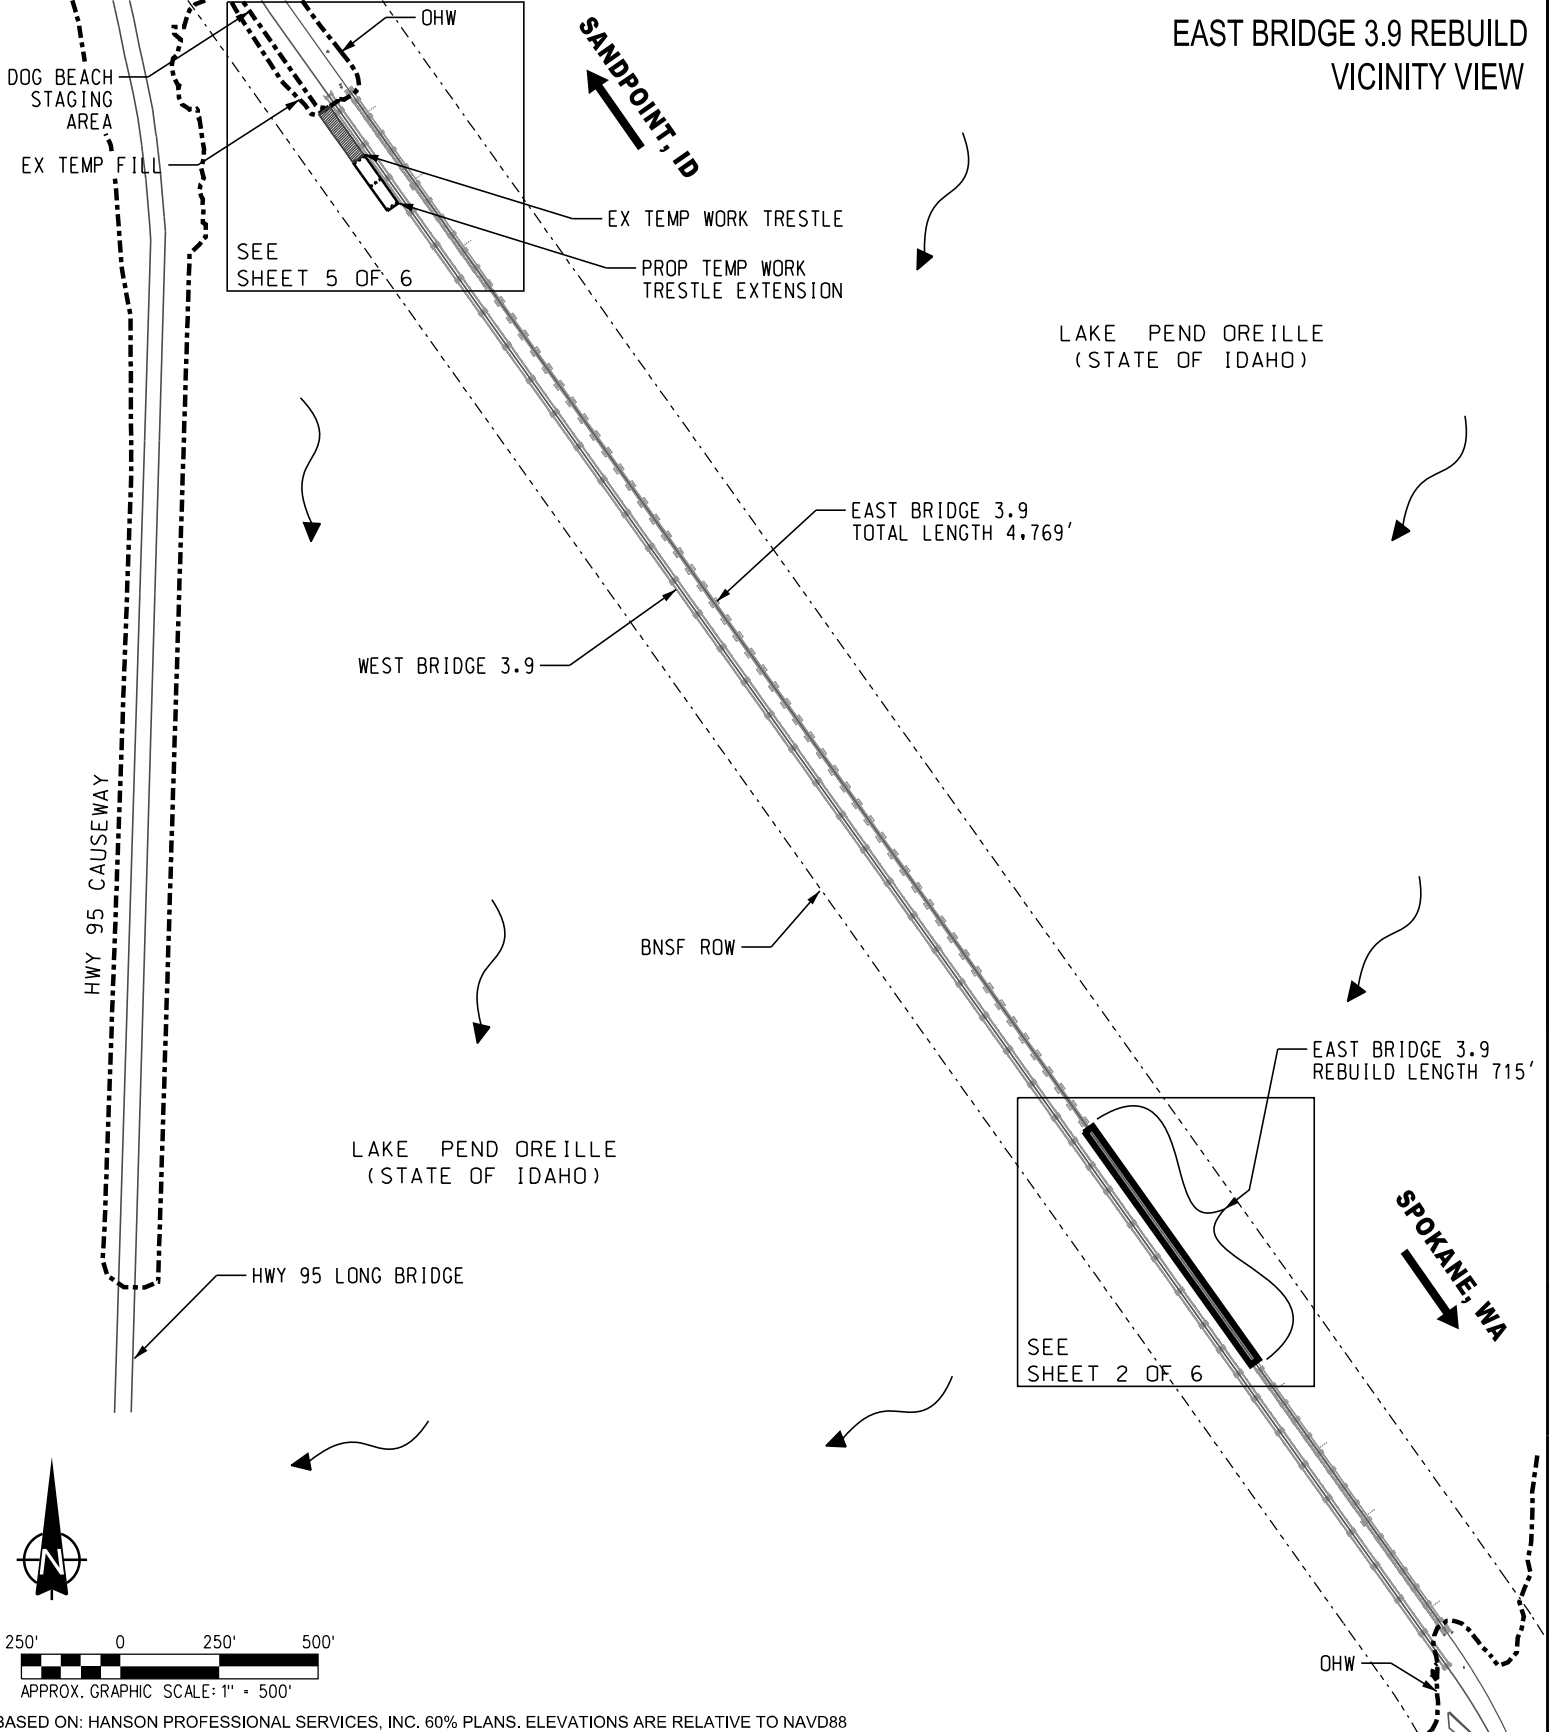 EAST BRIDGE 3.9 REBUILD
VICINITY VIEW
OHW
SANDPOINT, ID
DOG BEACH
STAGING
AREA
EX TEMP FILL
EX TEMP WORK TRESTLE
SEE
SHEET 5 OF 6
PROP TEMP WORK
TRESTLE EXTENSION
LAKE PEND OREILLE
(STATE OF IDAHO)
EAST BRIDGE 3.9
TOTAL LENGTH 4,769'
WEST BRIDGE 3.9
HWY 95 CAUSEWAY
BNSF ROW
EAST BRIDGE 3.9
REBUILD LENGTH 715'
LAKE PEND OREILLE
(STATE OF IDAHO)
SPOKANE, WA
HWY 95 LONG BRIDGE
SEE
SHEET 2 OF 6
N
250' 0 250' 500'
APPROX. GRAPHIC SCALE: 1" = 500'
OHW
BASED ON: HANSON PROFESSIONAL SERVICES, INC. 60% PLANS. ELEVATIONS ARE RELATIVE TO NAVD88